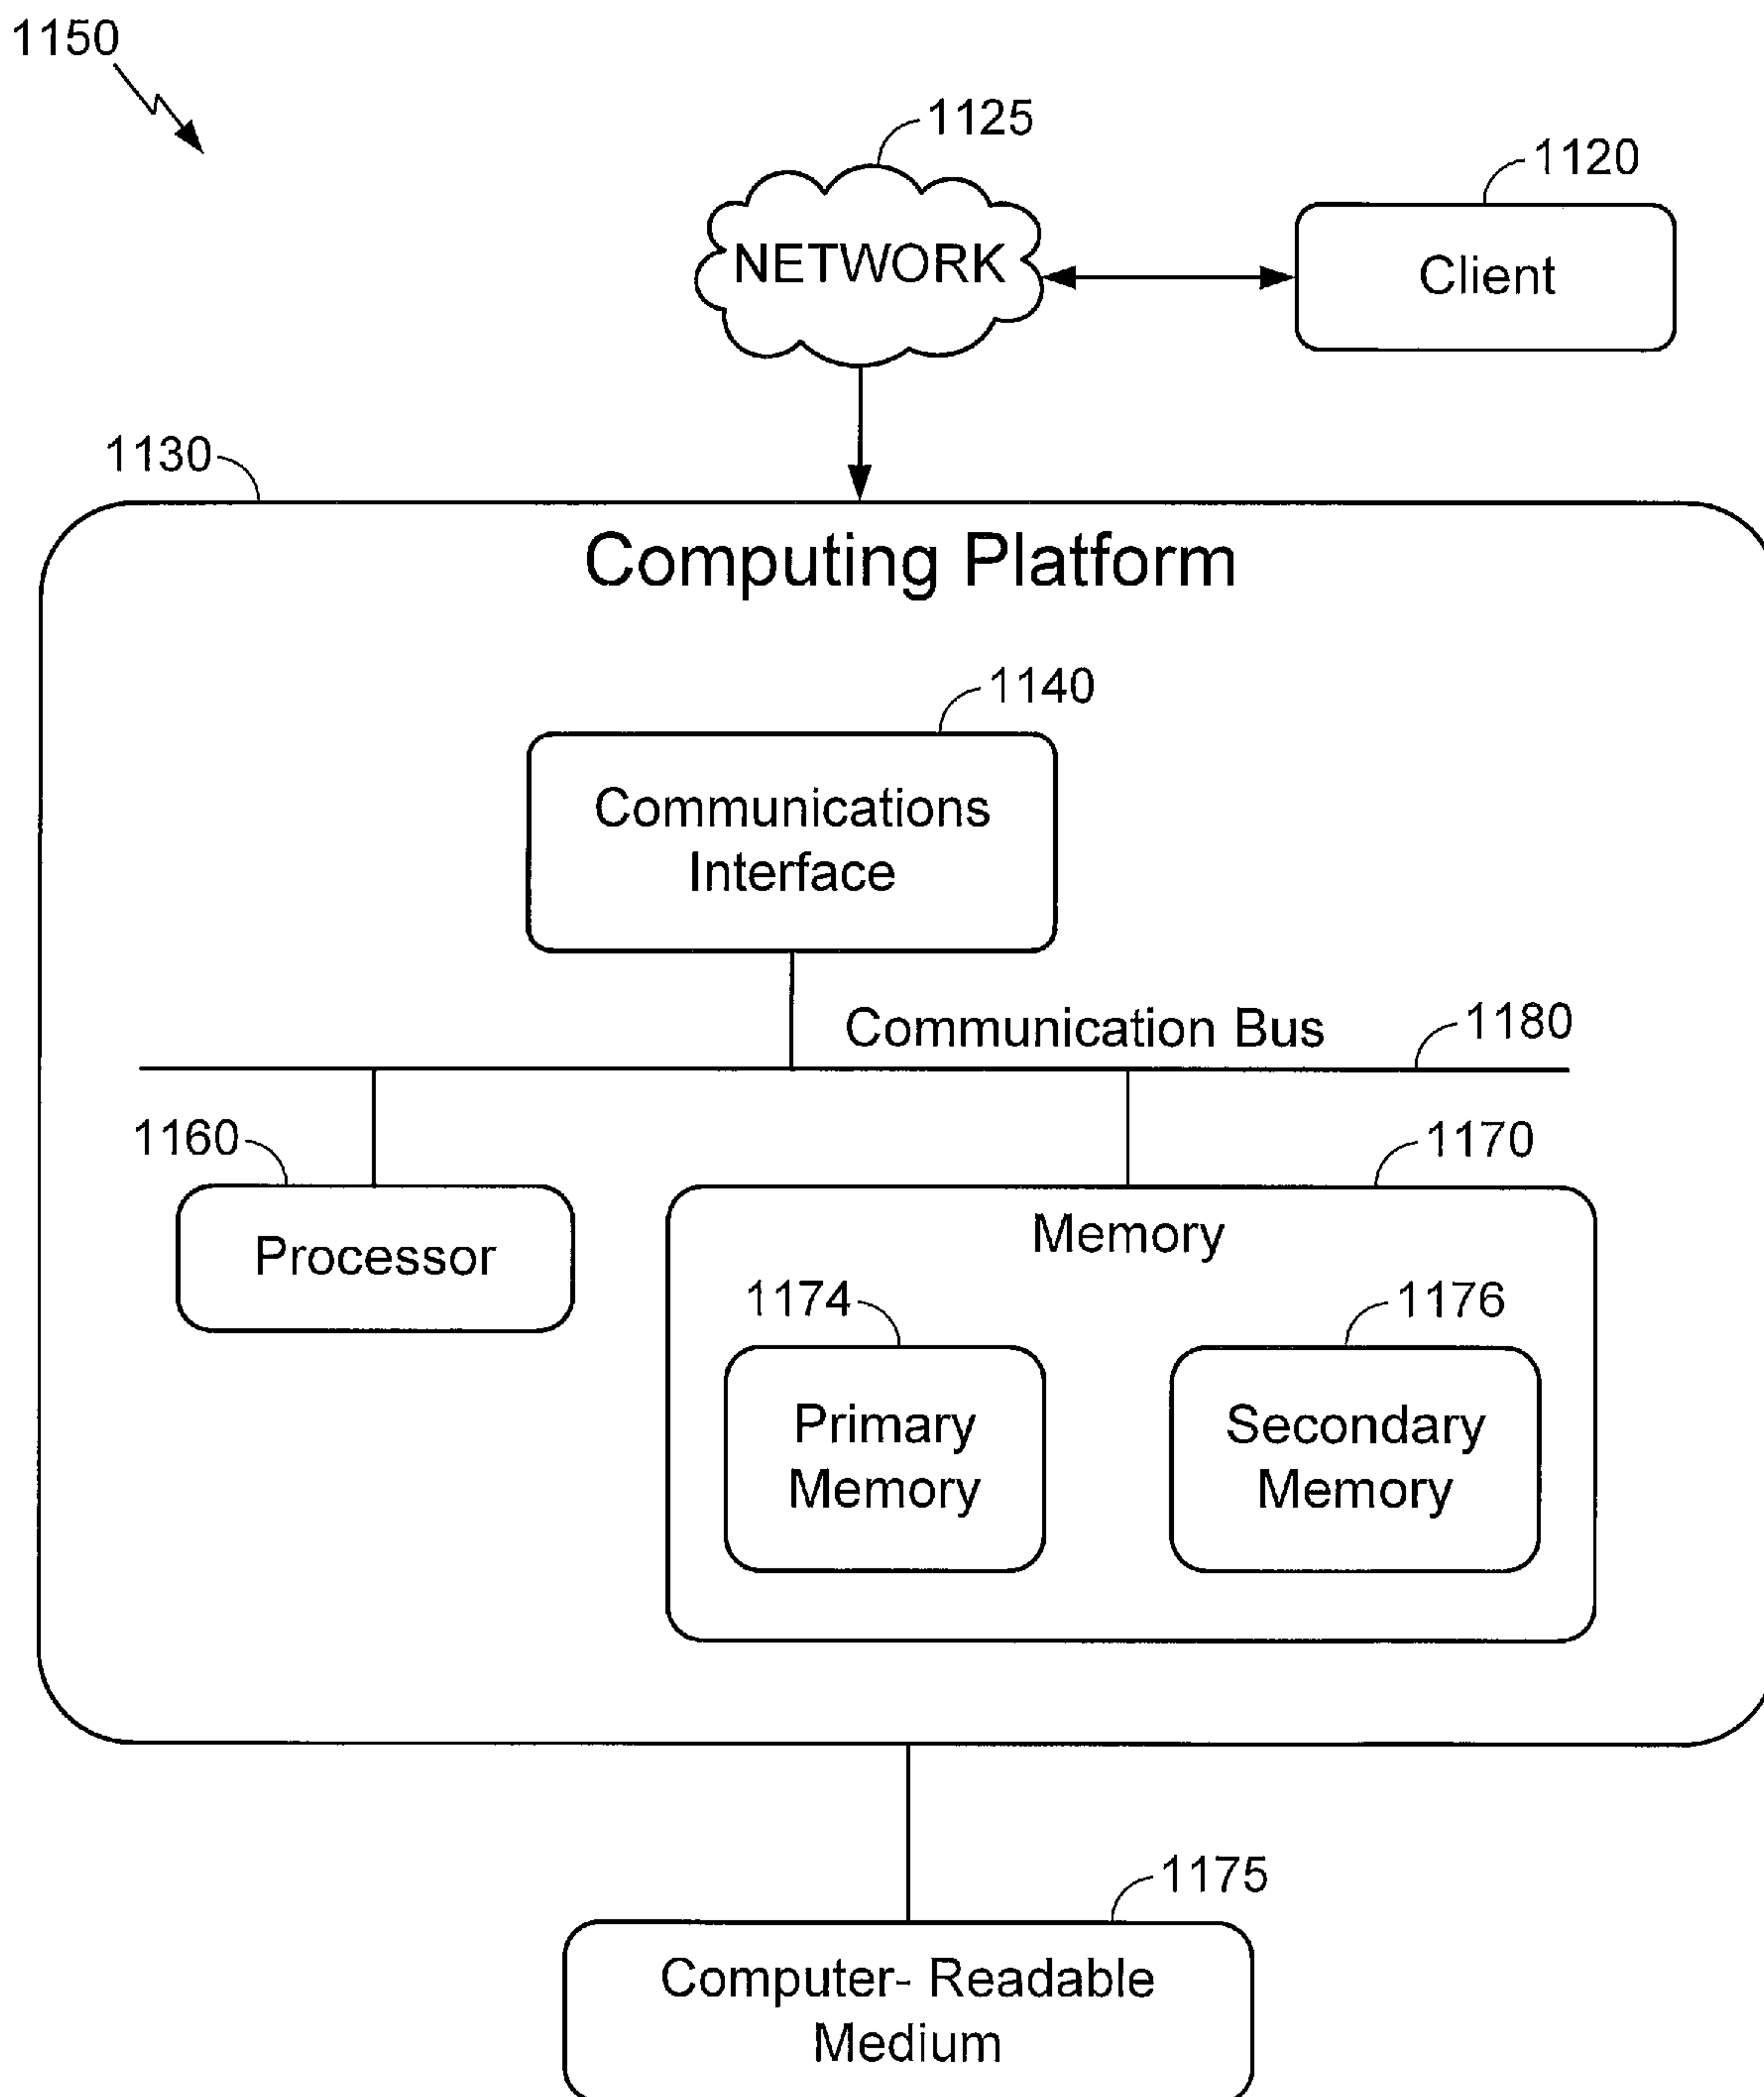 1150
1125
1120
NETWORK
Client
1130
Computing Platform
1140
Communications
Interface
Communication Bus
1180
1160
1170
Processor
Memory
1174
1176
Primary
Memory
Secondary
Memory
1175
Computer- Readable
Medium